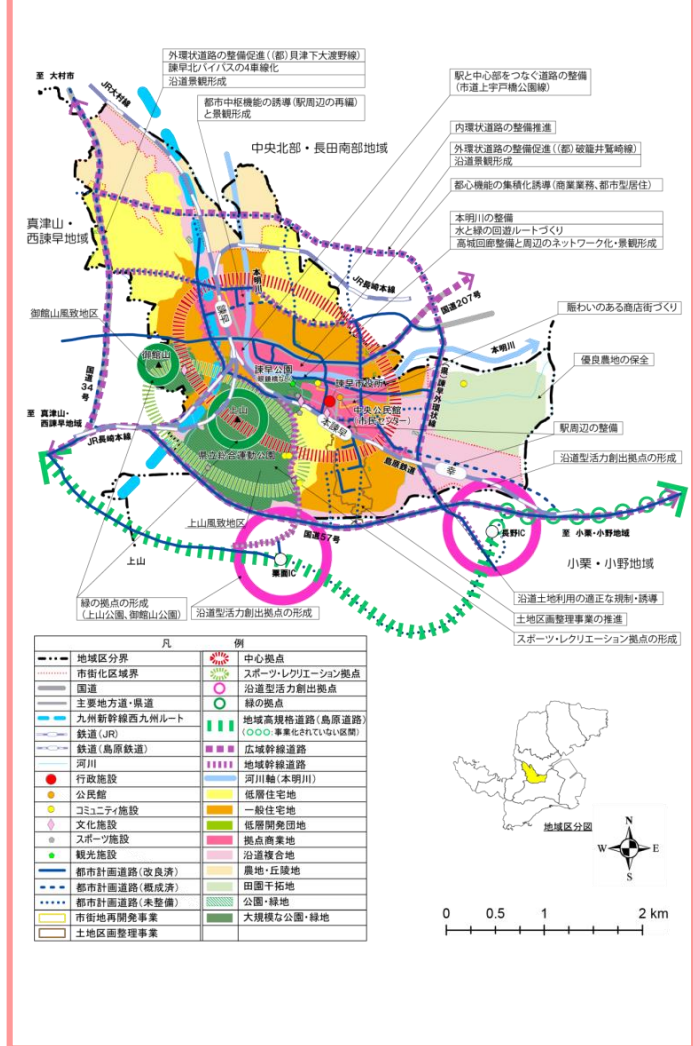 外環状道路の整備促進((都)貝津下大渡野線)
諫早北バイパスの4車線化
沿道景観形成
駅と中心部をつなぐ道路の整備
(市道上宇戸橋公園線)
至 大村市
JR大村線
都市中枢機能の誘導(駅周辺の再編)
と景観形成
内環状道路の整備推進
中央北部・長田南部地域
外環状道路の整備促進((都)破籠井鷲崎線)
沿道景観形成
都心機能の集積化誘導(商業業務、都市型居住)
本明川の整備
水と緑の回遊ルートづくり
高城回廊整備と周辺のネットワーク化・景観形成
真津山・
西諫早地域
本明川
JR長崎本線
国道207号
賑わいのある商店街づくり
御館山風致地区
諫早
本明川
御館山
諫早公園
(眼鏡橋など)
諫早市役所
優良農地の保全
国道34号
(県)諫早外環状線
中央公民館
(市民センター)
上山
至 真津山・
西諫早地域
本諫早
駅周辺の整備
JR長崎本線
県立総合運動公園
島原鉄道
幸
沿道型活力創出拠点の形成
上山風致地区
国道57号
長野IC
至 小栗・小野地域
上山
栗面IC
小栗・小野地域
緑の拠点の形成
(上山公園、御館山公園)
沿道型活力創出拠点の形成
沿道土地利用の適正な規制・誘導
土地区画整理事業の推進
スポーツ・レクリエーション拠点の形成
凡 例
地域区分界
中心拠点
市街化区域界
スポーツ・レクリエーション拠点
国道
沿道型活力創出拠点
主要地方道・県道
緑の拠点
九州新幹線西九州ルート
地域高規格道路(島原道路)
(○○○:事業化されていない区間)
鉄道(JR)
鉄道(島原鉄道)
広域幹線道路
河川
地域幹線道路
行政施設
河川軸(本明川)
公民館
低層住宅地
コミュニティ施設
一般住宅地
文化施設
低層開発団地
スポーツ施設
拠点商業地
観光施設
沿道複合地
都市計画道路(改良済)
農地・丘陵地
都市計画道路(概成済)
田園干拓地
都市計画道路(未整備)
公園・緑地
市街地再開発事業
大規模な公園・緑地
土地区画整理事業
地域区分図
N
W
E
S
0 0.5 1 2 km